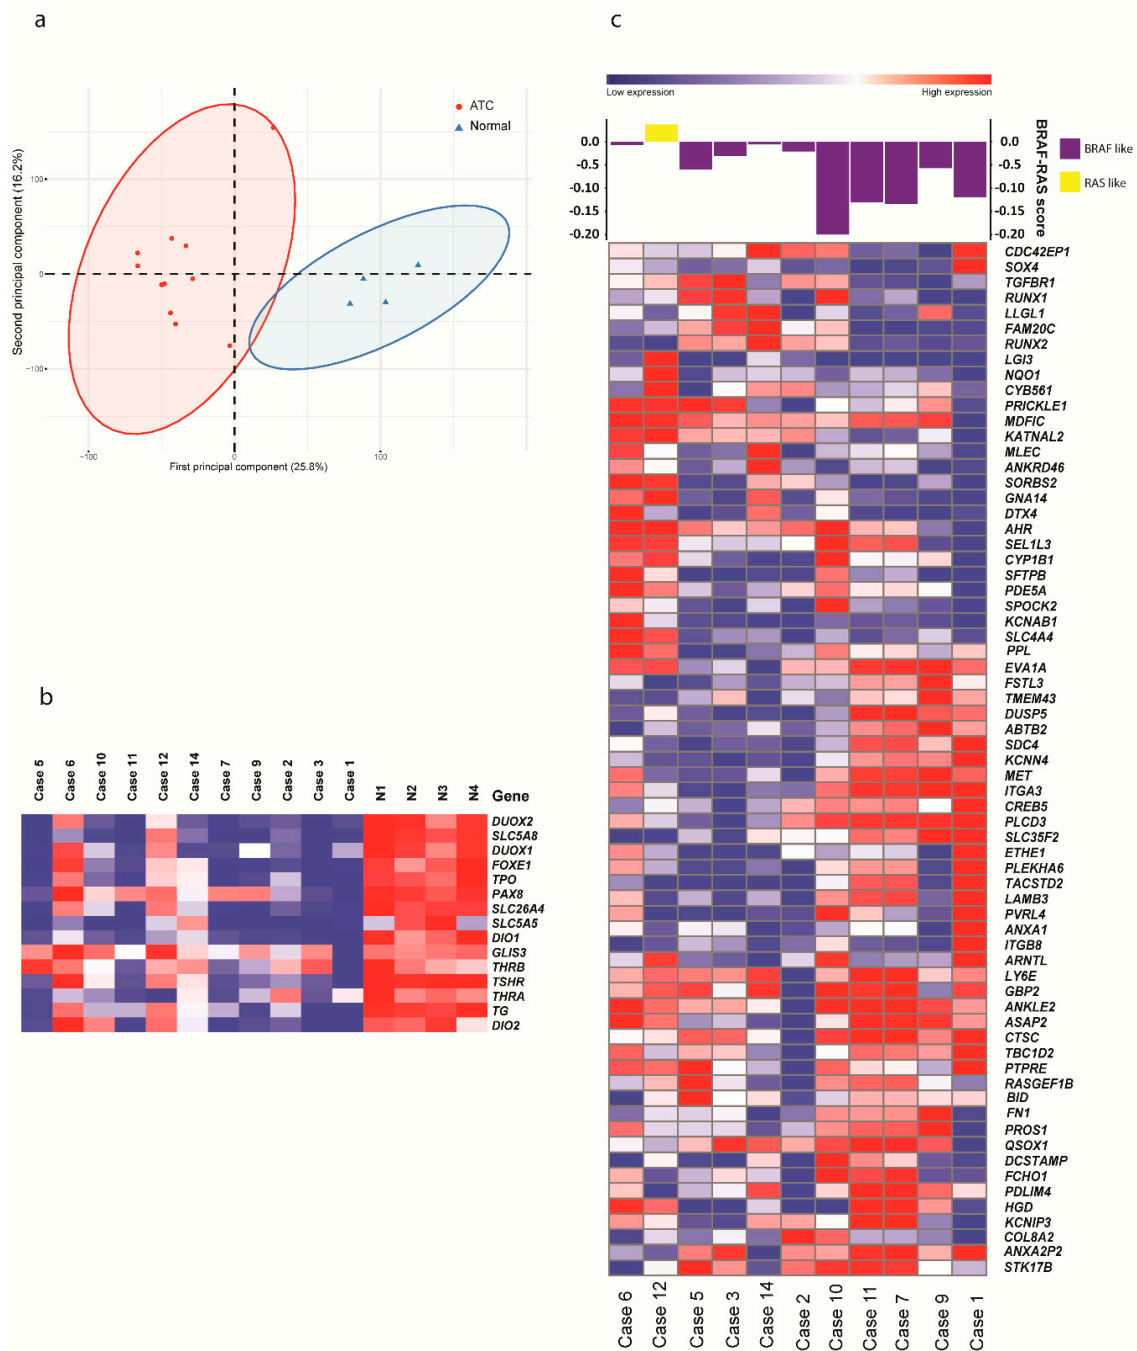 a
ATC
Normal
Second principal component (16.2%)
100
0
−100
−100
0
100
First principal component (25.8%)
b
Case 5
Case 6
Case 10
Case 11
Case 12
Case 14
Case 7
Case 9
Case 2
Case 3
Case 1
N1
N2
N3
N4
Gene
DUOX2
SLC5A8
DUOX1
FOXE1
TPO
PAX8
SLC26A4
SLC5A5
DIO1
GLIS3
THRB
TSHR
THRA
TG
DIO2
c
Low expression
High expression
0.0
-0.5
-0.10
-0.15
-0.20
0.0
-0.5
-0.10
-0.15
-0.20
BRAF-RAS score
BRAF like
RAS like
CDC42EP1
SOX4
TGFBR1
RUNX1
LLGL1
FAM20C
RUNX2
LGI3
NQO1
CYB561
PRICKLE1
MDFIC
KATNAL2
MLEC
ANKRD46
SORBS2
GNA14
DTX4
AHR
SEL1L3
CYP1B1
SFTPB
PDE5A
SPOCK2
KCNAB1
SLC4A4
PPL
EVA1A
FSTL3
TMEM43
DUSP5
ABTB2
SDC4
KCNN4
MET
ITGA3
CREB5
PLCD3
SLC35F2
ETHE1
PLEKHA6
TACSTD2
LAMB3
PVRL4
ANXA1
ITGB8
ARNTL
LY6E
GBP2
ANKLE2
ASAP2
CTSC
TBC1D2
PTPRE
RASGEF1B
BID
FN1
PROS1
QSOX1
DCSTAMP
FCHO1
PDLIM4
HGD
KCNIP3
COL8A2
ANXA2P2
STK17B
Case 6
Case 12
Case 5
Case 3
Case 14
Case 2
Case 10
Case 11
Case 7
Case 9
Case 1